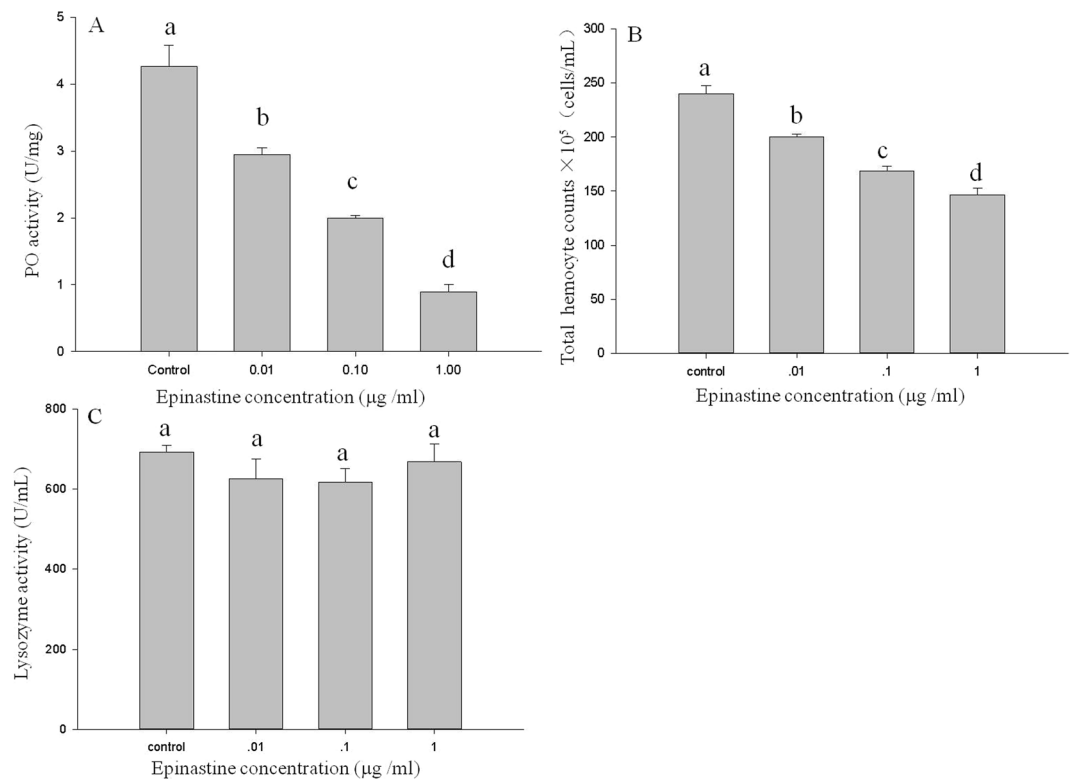 A
a
b
c
d
5
4
3
2
1
0
PO activity (U/mg)
Control 0.01 0.10 1.00
Epinastine concentration (μg /ml)
B
a
b
c
d
300
250
200
150
100
50
0
Total hemocyte counts ×10⁵ (cells/mL)
control .01 .1 1
Epinastine concentration (μg /ml)
C
a
a
a
a
800
600
400
200
0
Lysozyme activity (U/mL)
control .01 .1 1
Epinastine concentration (μg /ml)